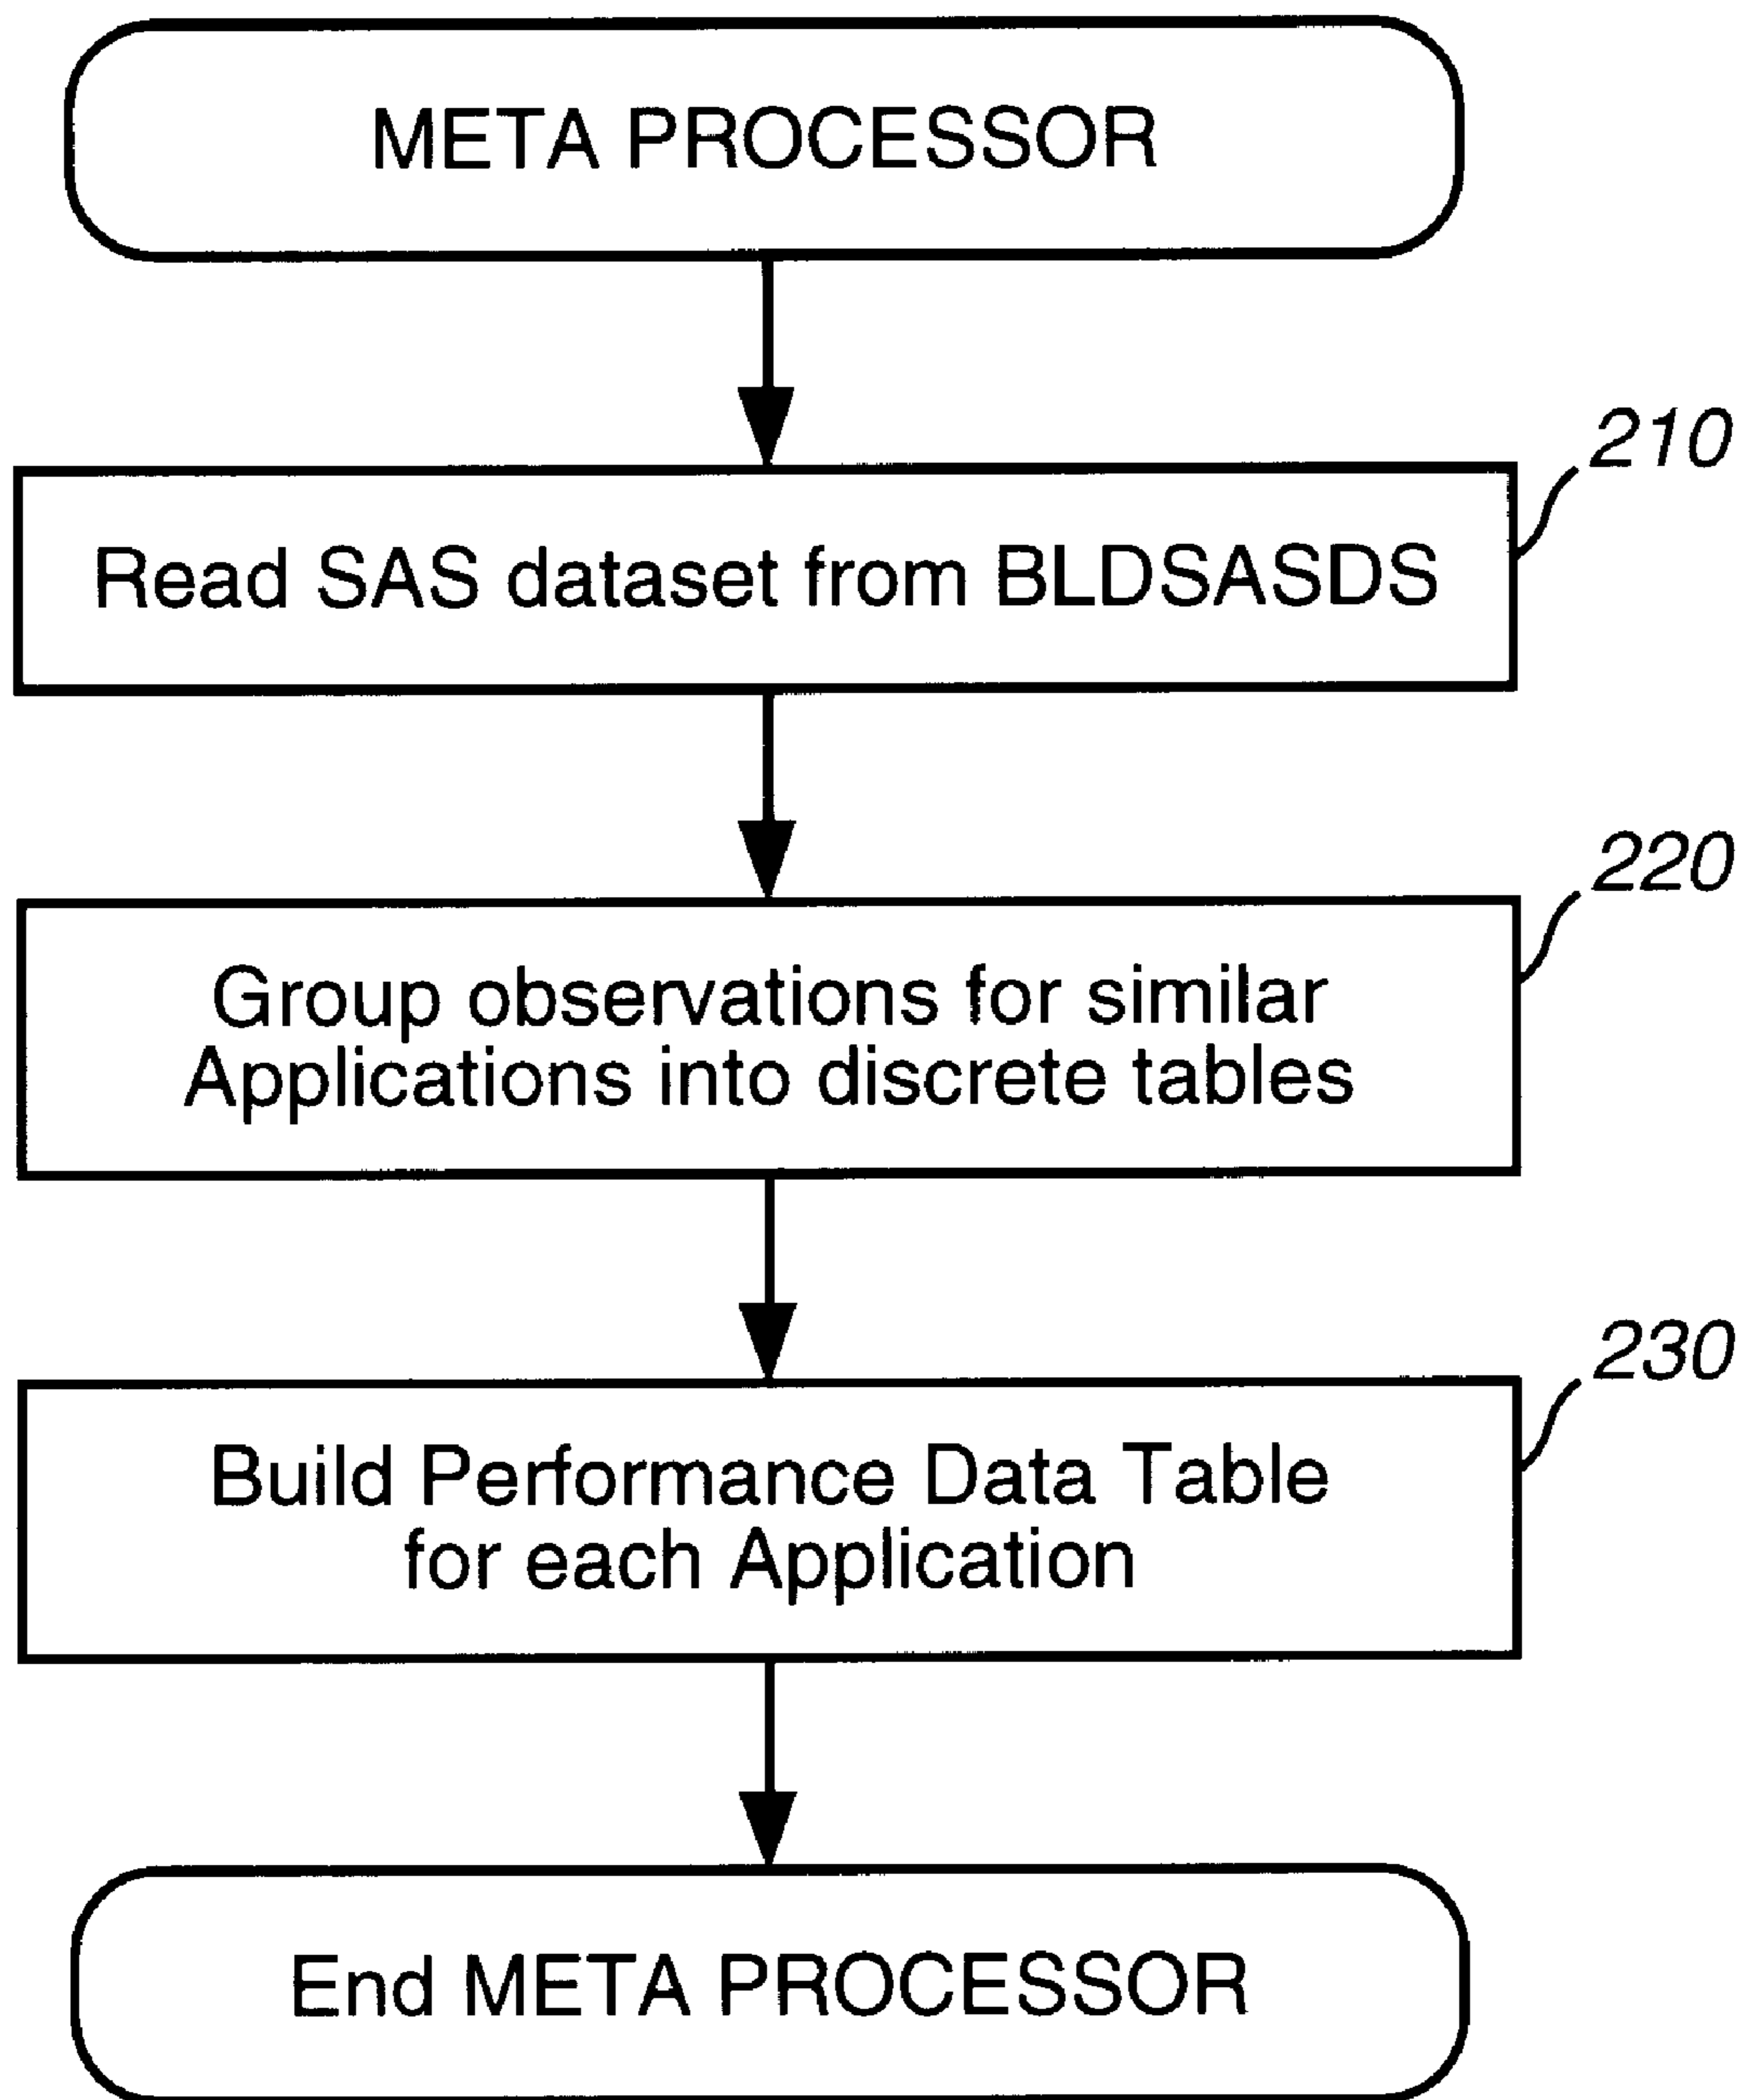 META PROCESSOR
210
Read SAS dataset from BLDSASDS
220
Group observations for similar
Applications into discrete tables
230
Build Performance Data Table
for each Application
End META PROCESSOR